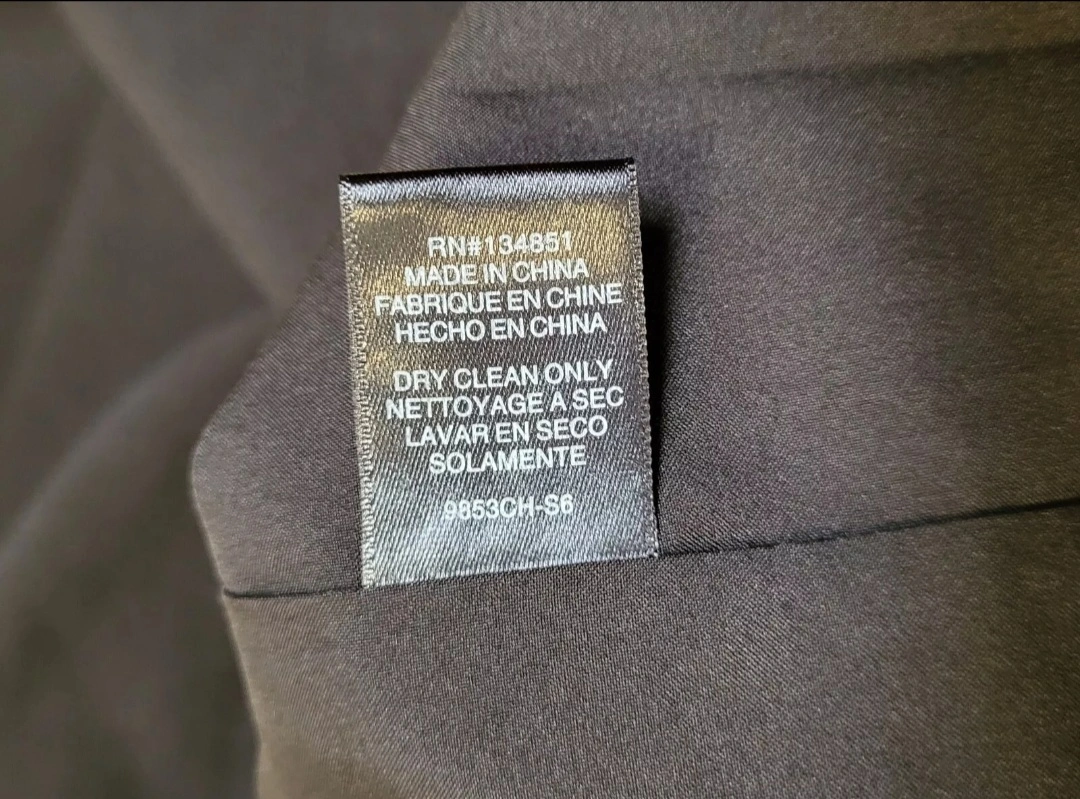 RN#134851
MADE IN CHINA
FABRIQUE EN CHINE
HECHO EN CHINA
DRY CLEAN ONLY
NETTOYAGE A SEC
LAVAR EN SECO
SOLAMENTE
9853CH-S6